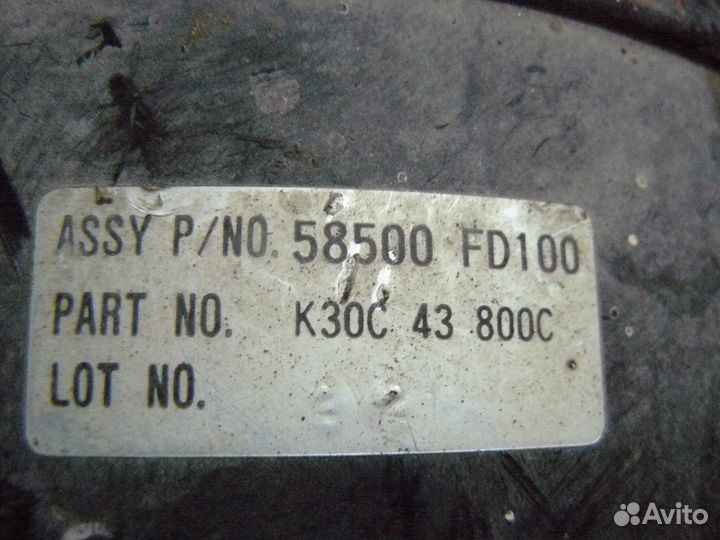 ASSY P/NO. 58500 FD100
PART NO. K30C 43 800C
LOT NO.
Avito